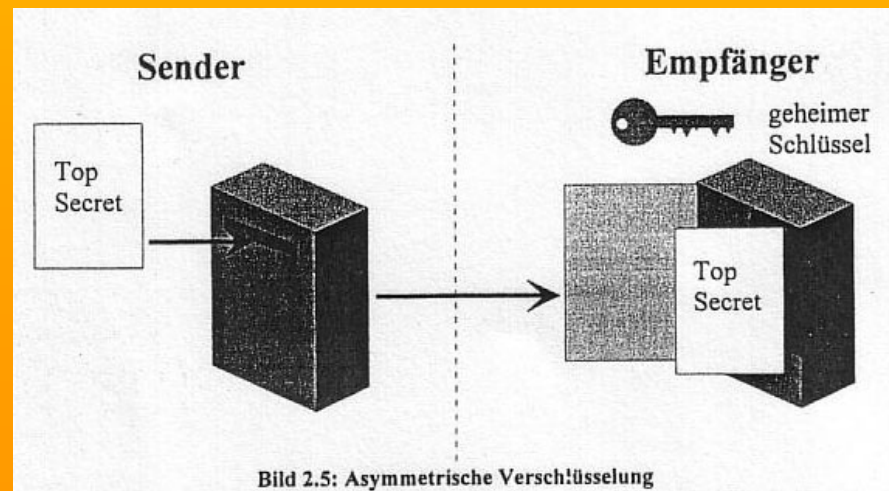 Sender
Empfänger
geheimer
Schlüssel
Top
Secret
Top
Secret
Bild 2.5: Asymmetrische Verschlüsselung